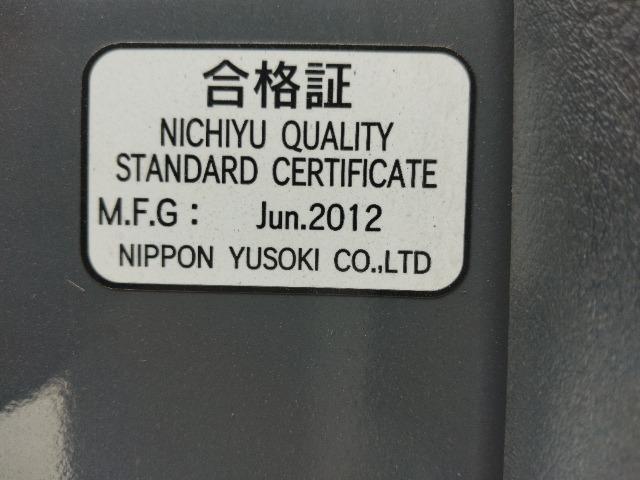 合格証
NICHIYU QUALITY
STANDARD CERTIFICATE
M.F.G : Jun.2012
NIPPON YUSOKI CO.,LTD